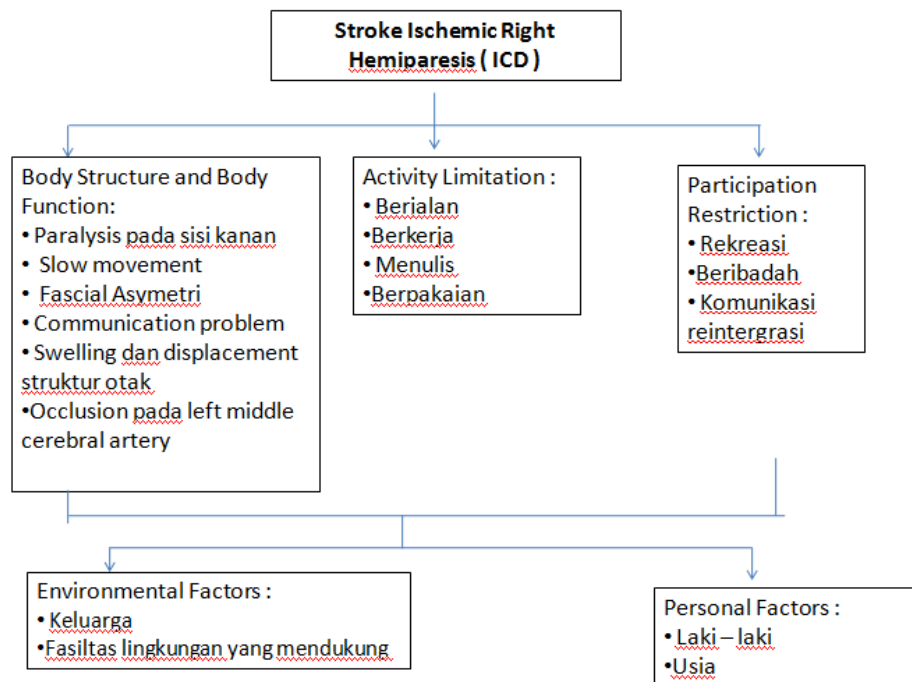 Stroke Ischemic Right
Hemiparesis ( ICD )
Body Structure and Body
Function:
• Paralysis pada sisi kanan
• Slow movement
• Fascial Asymetri
• Communication problem
• Swelling dan displacement
struktur otak
•Occlusion pada left middle
cerebral artery
Activity Limitation :
• Berialan
•Berkerja
• Menulis
•Berpakaian
Participation
Restriction :
• Rekreasi
•Beribadah
• Komunikasi
reintergrasi
Environmental Factors :
• Keluarga
•Fasiltas lingkungan yang mendukung
Personal Factors :
• Laki – laki
• Usia